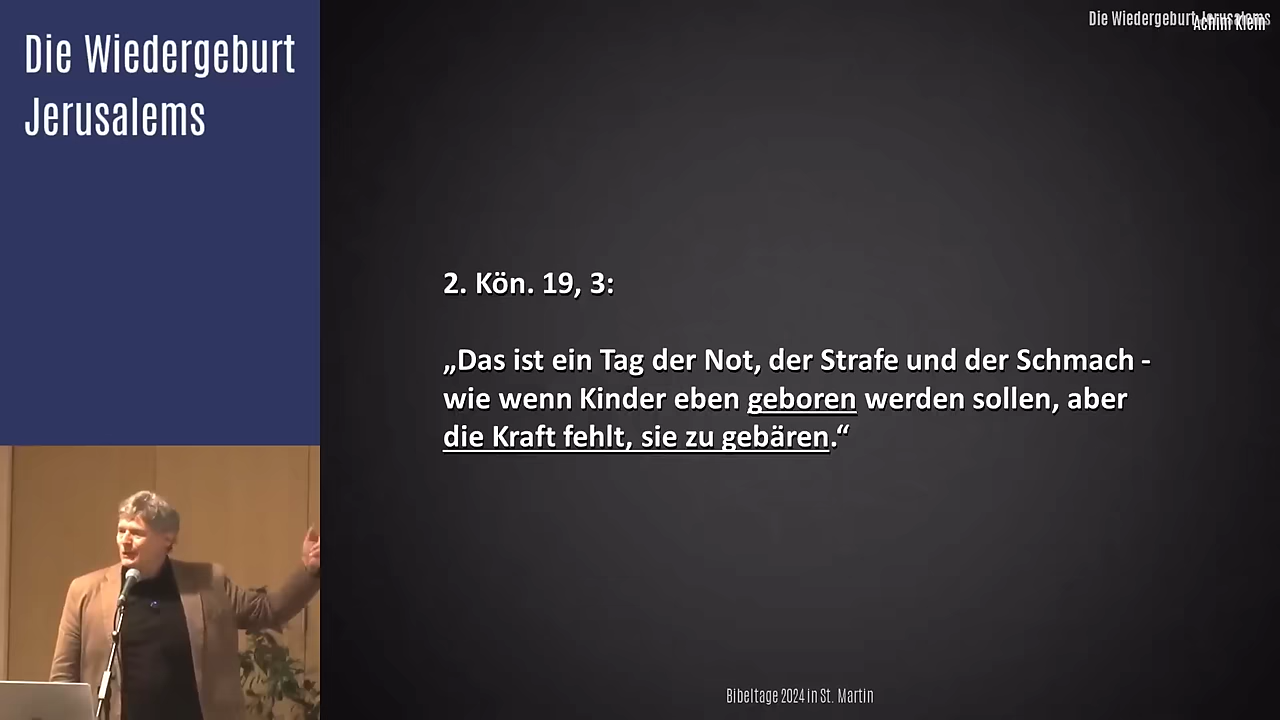 Die Wiedergeburt
Jerusalems
Die Wiedergeburt Jerusalems
Achim Klein
2. Kön. 19, 3:
„Das ist ein Tag der Not, der Strafe und der Schmach -
wie wenn Kinder eben geboren werden sollen, aber
die Kraft fehlt, sie zu gebären.“
Bibeltage 2024 in St. Martin